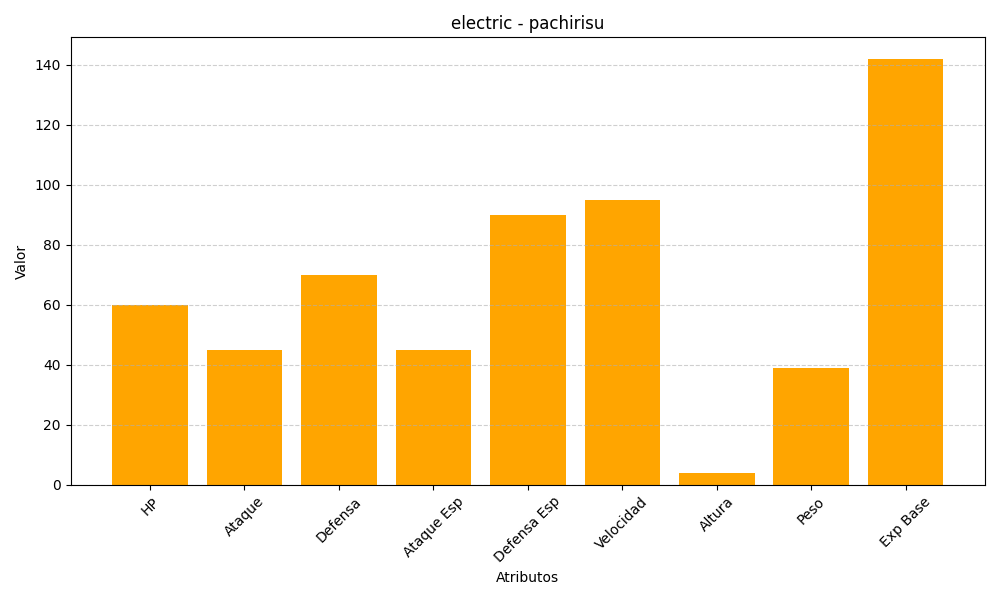 electric - pachirisu
Valor
140
120
100
80
60
40
20
0
HP
Ataque
Defensa
Ataque Esp
Defensa Esp
Velocidad
Altura
Peso
Exp Base
Atributos